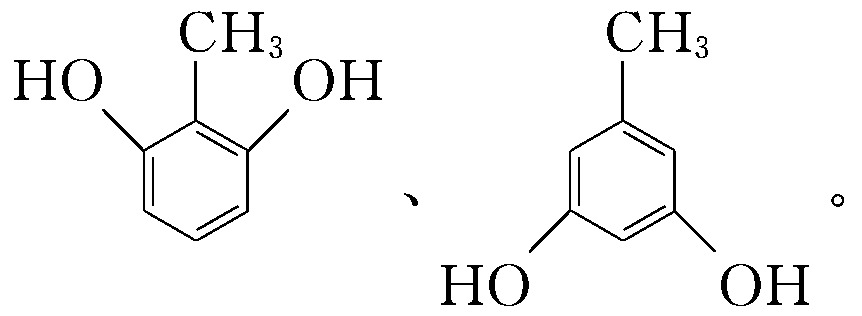 CH₃ CH₃
HO OH
、 。
HO OH